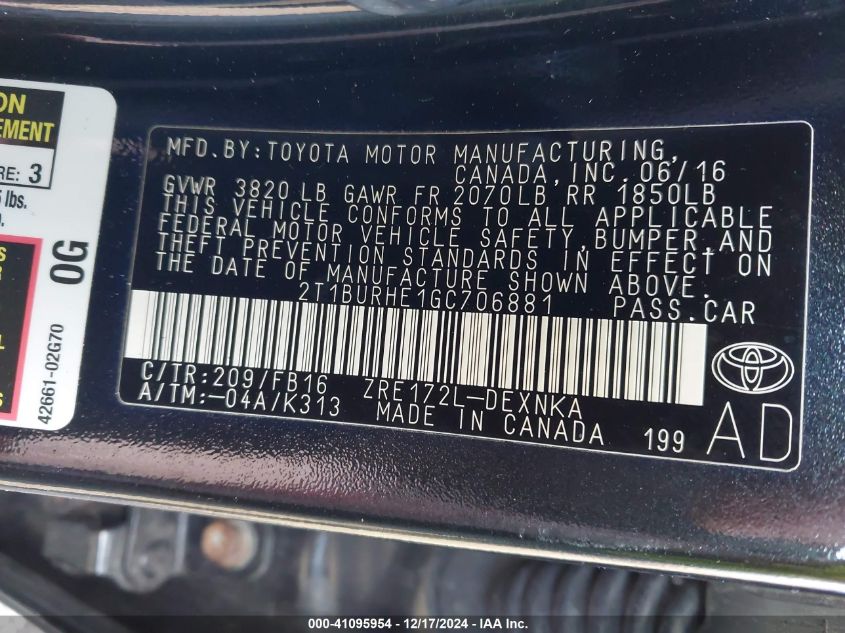 ON
EMENT
RE: 3
lbs.
S
R
L
S
0G
42661-02G70
MFD. BY: TOYOTA MOTOR MANUFACTURING,
CANADA, INC. 06/16
GVWR 3820 LB GAWR FR 2070LB, RR 1850LB
THIS VEHICLE CONFORMS TO ALL APPLICABLE
FEDERAL MOTOR VEHICLE SAFETY, BUMPER, AND
THEFT PREVENTION STANDARDS IN EFFECT ON
THE DATE OF MANUFACTURE SHOWN ABOVE.
2T1BURHE1GC706881 PASS. CAR
C/TR: 209/FB16 ZRE172L-DEXNKA
A/TM: -04A/K313 MADE IN CANADA 199 AD
000-41095954 - 12/17/2024 - IAA Inc.